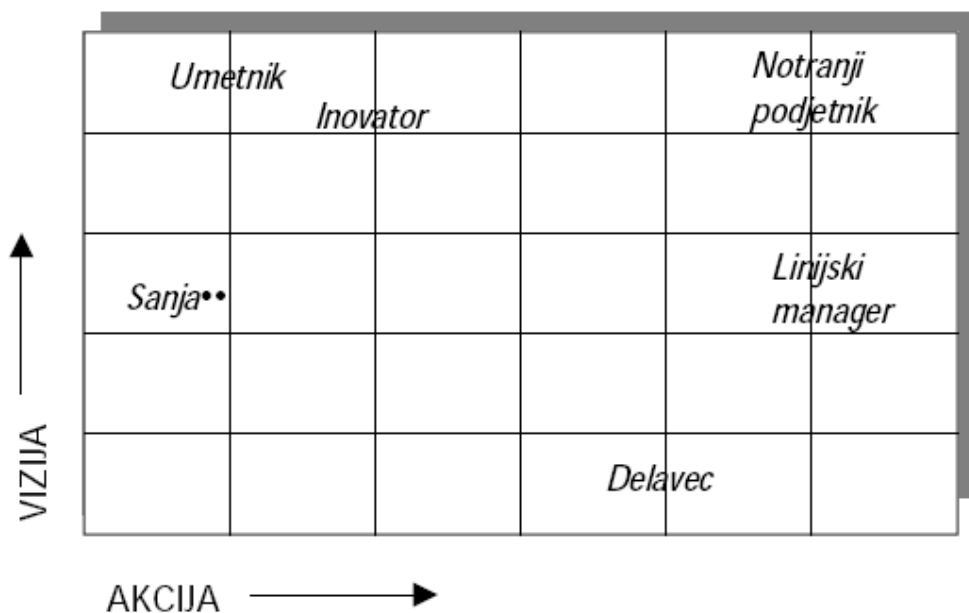 Umetnik
Inovator
Notranji
podjetnik
Sanja••
Linijski
manager
Delavec
VIZIJA
AKCIJA